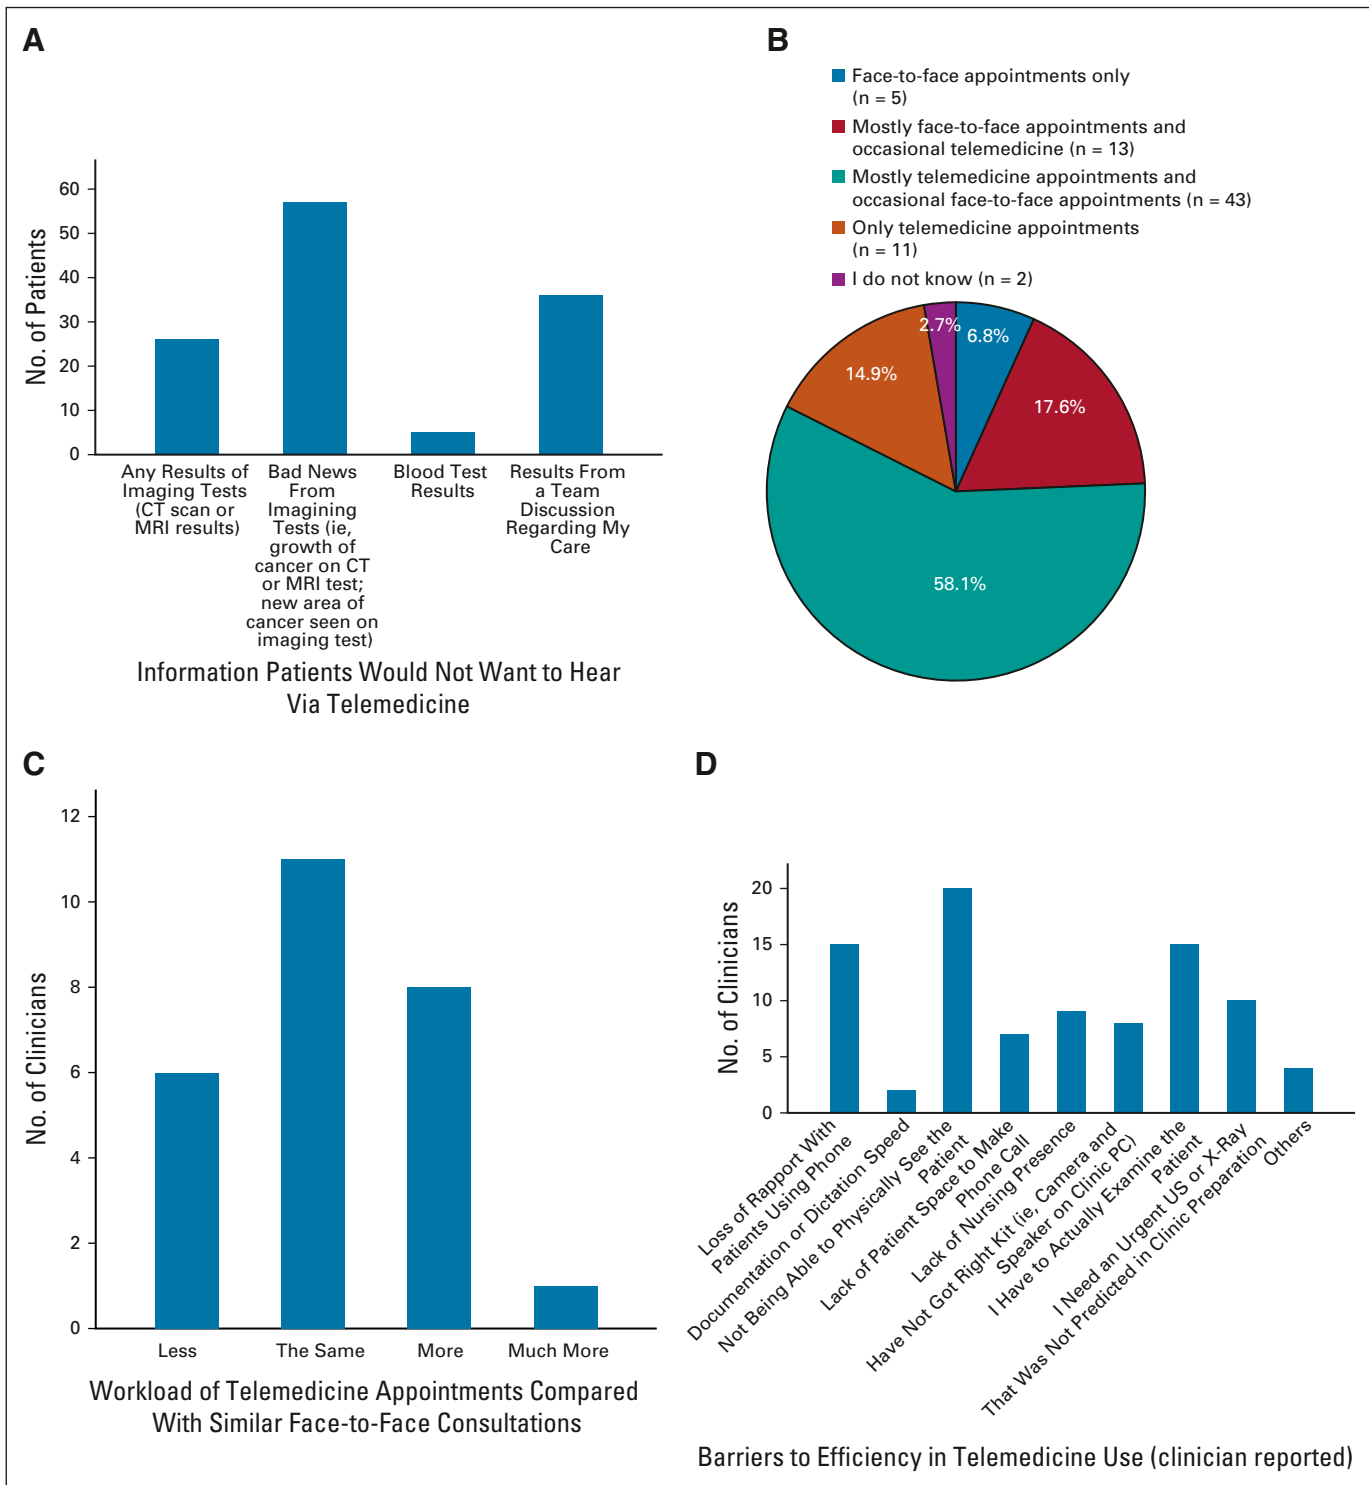 A
No. of Patients
60
50
40
30
20
10
0
Any Results of
Imaging Tests
(CT scan or
MRI results)
Bad News
From
Imagining
Tests (ie,
growth of
cancer on CT
or MRI test;
new area of
cancer seen on
imaging test)
Blood Test
Results
Results From
a Team
Discussion
Regarding My
Care
Information Patients Would Not Want to Hear
Via Telemedicine
B
Face-to-face appointments only
(n = 5)
Mostly face-to-face appointments and
occasional telemedicine (n = 13)
Mostly telemedicine appointments and
occasional face-to-face appointments (n = 43)
Only telemedicine appointments
(n = 11)
I do not know (n = 2)
2.7%
6.8%
14.9%
17.6%
58.1%
C
No. of Clinicians
12
10
8
6
4
2
0
Less
The Same
More
Much More
Workload of Telemedicine Appointments Compared
With Similar Face-to-Face Consultations
D
No. of Clinicians
20
15
10
5
0
Loss of Rapport With
Patients Using Phone
Documentation or Dictation Speed
Not Being Able to Physically See the
Patient
Lack of Patient Space to Make
Phone Call
Lack of Nursing Presence
Have Not Got Right Kit (ie, Camera and
Speaker on Clinic PC)
I Have to Actually Examine the
Patient
I Need an Urgent US or X-Ray
That Was Not Predicted in Clinic Preparation
Others
Barriers to Efficiency in Telemedicine Use (clinician reported)